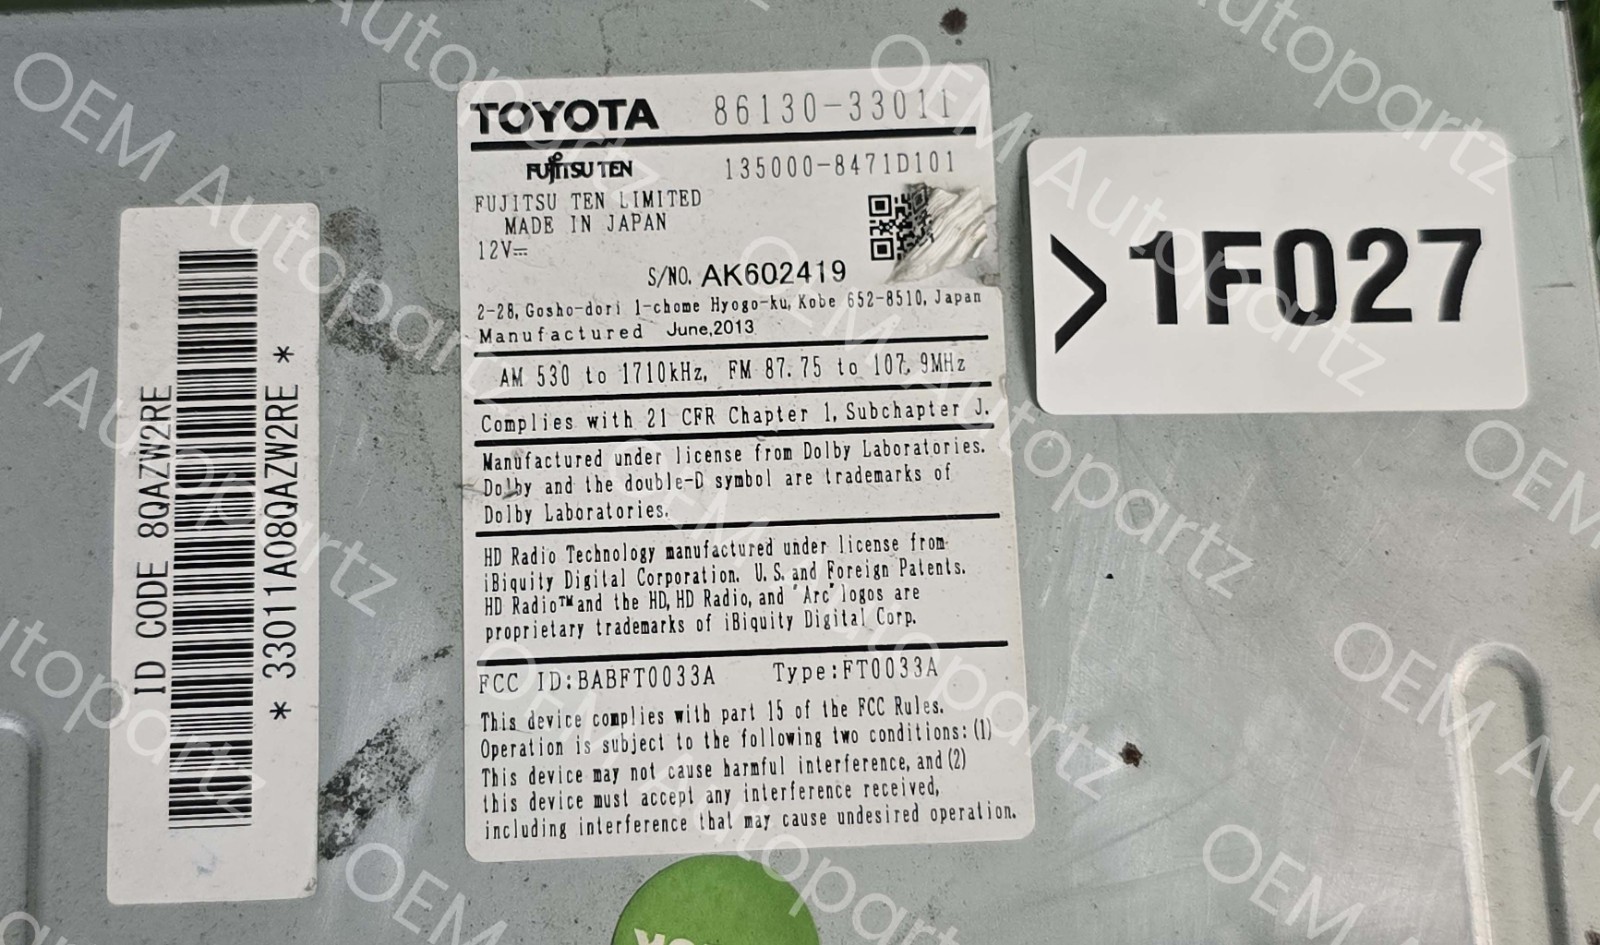 TOYOTA 86130-33011
FUJITSU TEN 135000-8471D101
FUJITSU TEN LIMITED
MADE IN JAPAN
12V⎓
S/NO. AK602419
2-28, Gosho-dori 1-chome Hyogo-ku, Kobe 652-8510, Japan
Manufactured June,2013
AM 530 to 1710kHz, FM 87.75 to 107.9MHz
Complies with 21 CFR Chapter 1, Subchapter J.
Manufactured under license from Dolby Laboratories.
Dolby and the double-D symbol are trademarks of
Dolby Laboratories.
HD Radio Technology manufactured under license from
iBiquity Digital Corporation. U.S. and Foreign Patents.
HD Radio™ and the HD, HD Radio, and "Arc" logos are
proprietary trademarks of iBiquity Digital Corp.
FCC ID:BABFT0033A Type:FT0033A
This device complies with part 15 of the FCC Rules.
Operation is subject to the following two conditions: (1)
This device may not cause harmful interference, and (2)
this device must accept any interference received,
including interference that may cause undesired operation.
ID CODE 8QAZW2RE
* 33011A08QAZW2RE *
>1F027
OEM Autopartz